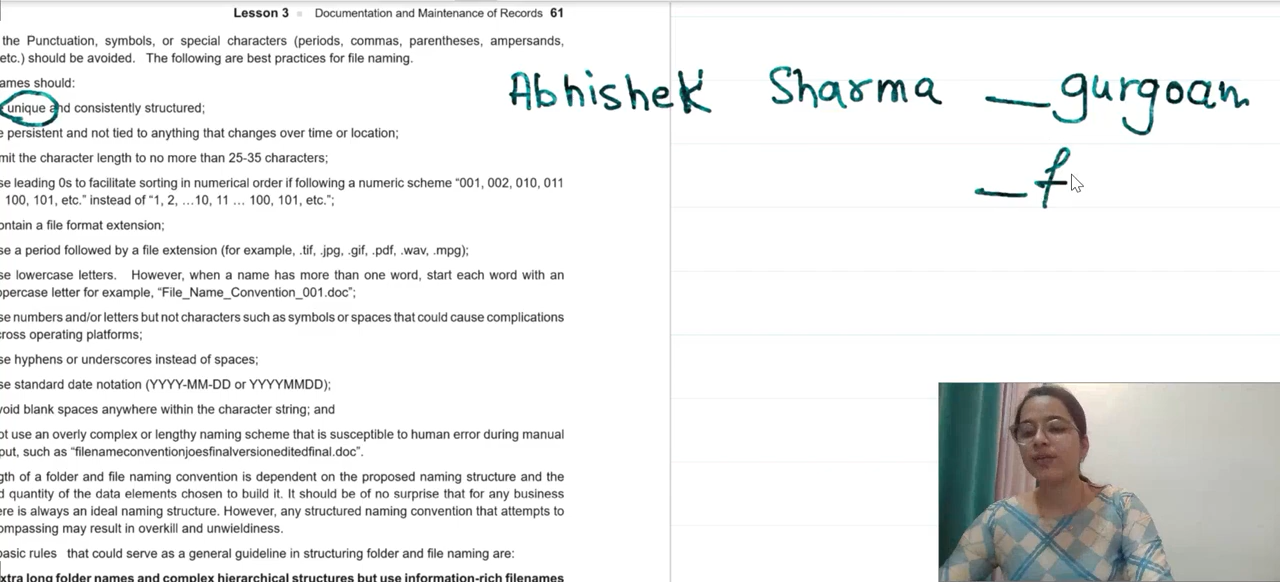 Lesson 3 Documentation and Maintenance of Records 61
the Punctuation, symbols, or special characters (periods, commas, parentheses, ampersands,
etc.) should be avoided. The following are best practices for file naming.
ames should:
unique and consistently structured;
e persistent and not tied to anything that changes over time or location;
mit the character length to no more than 25-35 characters;
se leading 0s to facilitate sorting in numerical order if following a numeric scheme “001, 002, 010, 011
100, 101, etc.” instead of “1, 2, …10, 11 … 100, 101, etc.”;
ontain a file format extension;
se a period followed by a file extension (for example, .tif, .jpg, .gif, .pdf, .wav, .mpg);
se lowercase letters. However, when a name has more than one word, start each word with an
ppercase letter for example, “File_Name_Convention_001.doc”;
se numbers and/or letters but not characters such as symbols or spaces that could cause complications
cross operating platforms;
se hyphens or underscores instead of spaces;
se standard date notation (YYYY-MM-DD or YYYYMMDD);
void blank spaces anywhere within the character string; and
ot use an overly complex or lengthy naming scheme that is susceptible to human error during manual
put, such as “filenameconventionjoesfinalversioneditedfinal.doc”.
gth of a folder and file naming convention is dependent on the proposed naming structure and the
d quantity of the data elements chosen to build it. It should be of no surprise that for any business
ere is always an ideal naming structure. However, any structured naming convention that attempts to
ompassing may result in overkill and unwieldiness.
basic rules that could serve as a general guideline in structuring folder and file naming are:
xtra long folder names and complex hierarchical structures but use information-rich filenames
Abhishek Sharma _gurgoan
_f